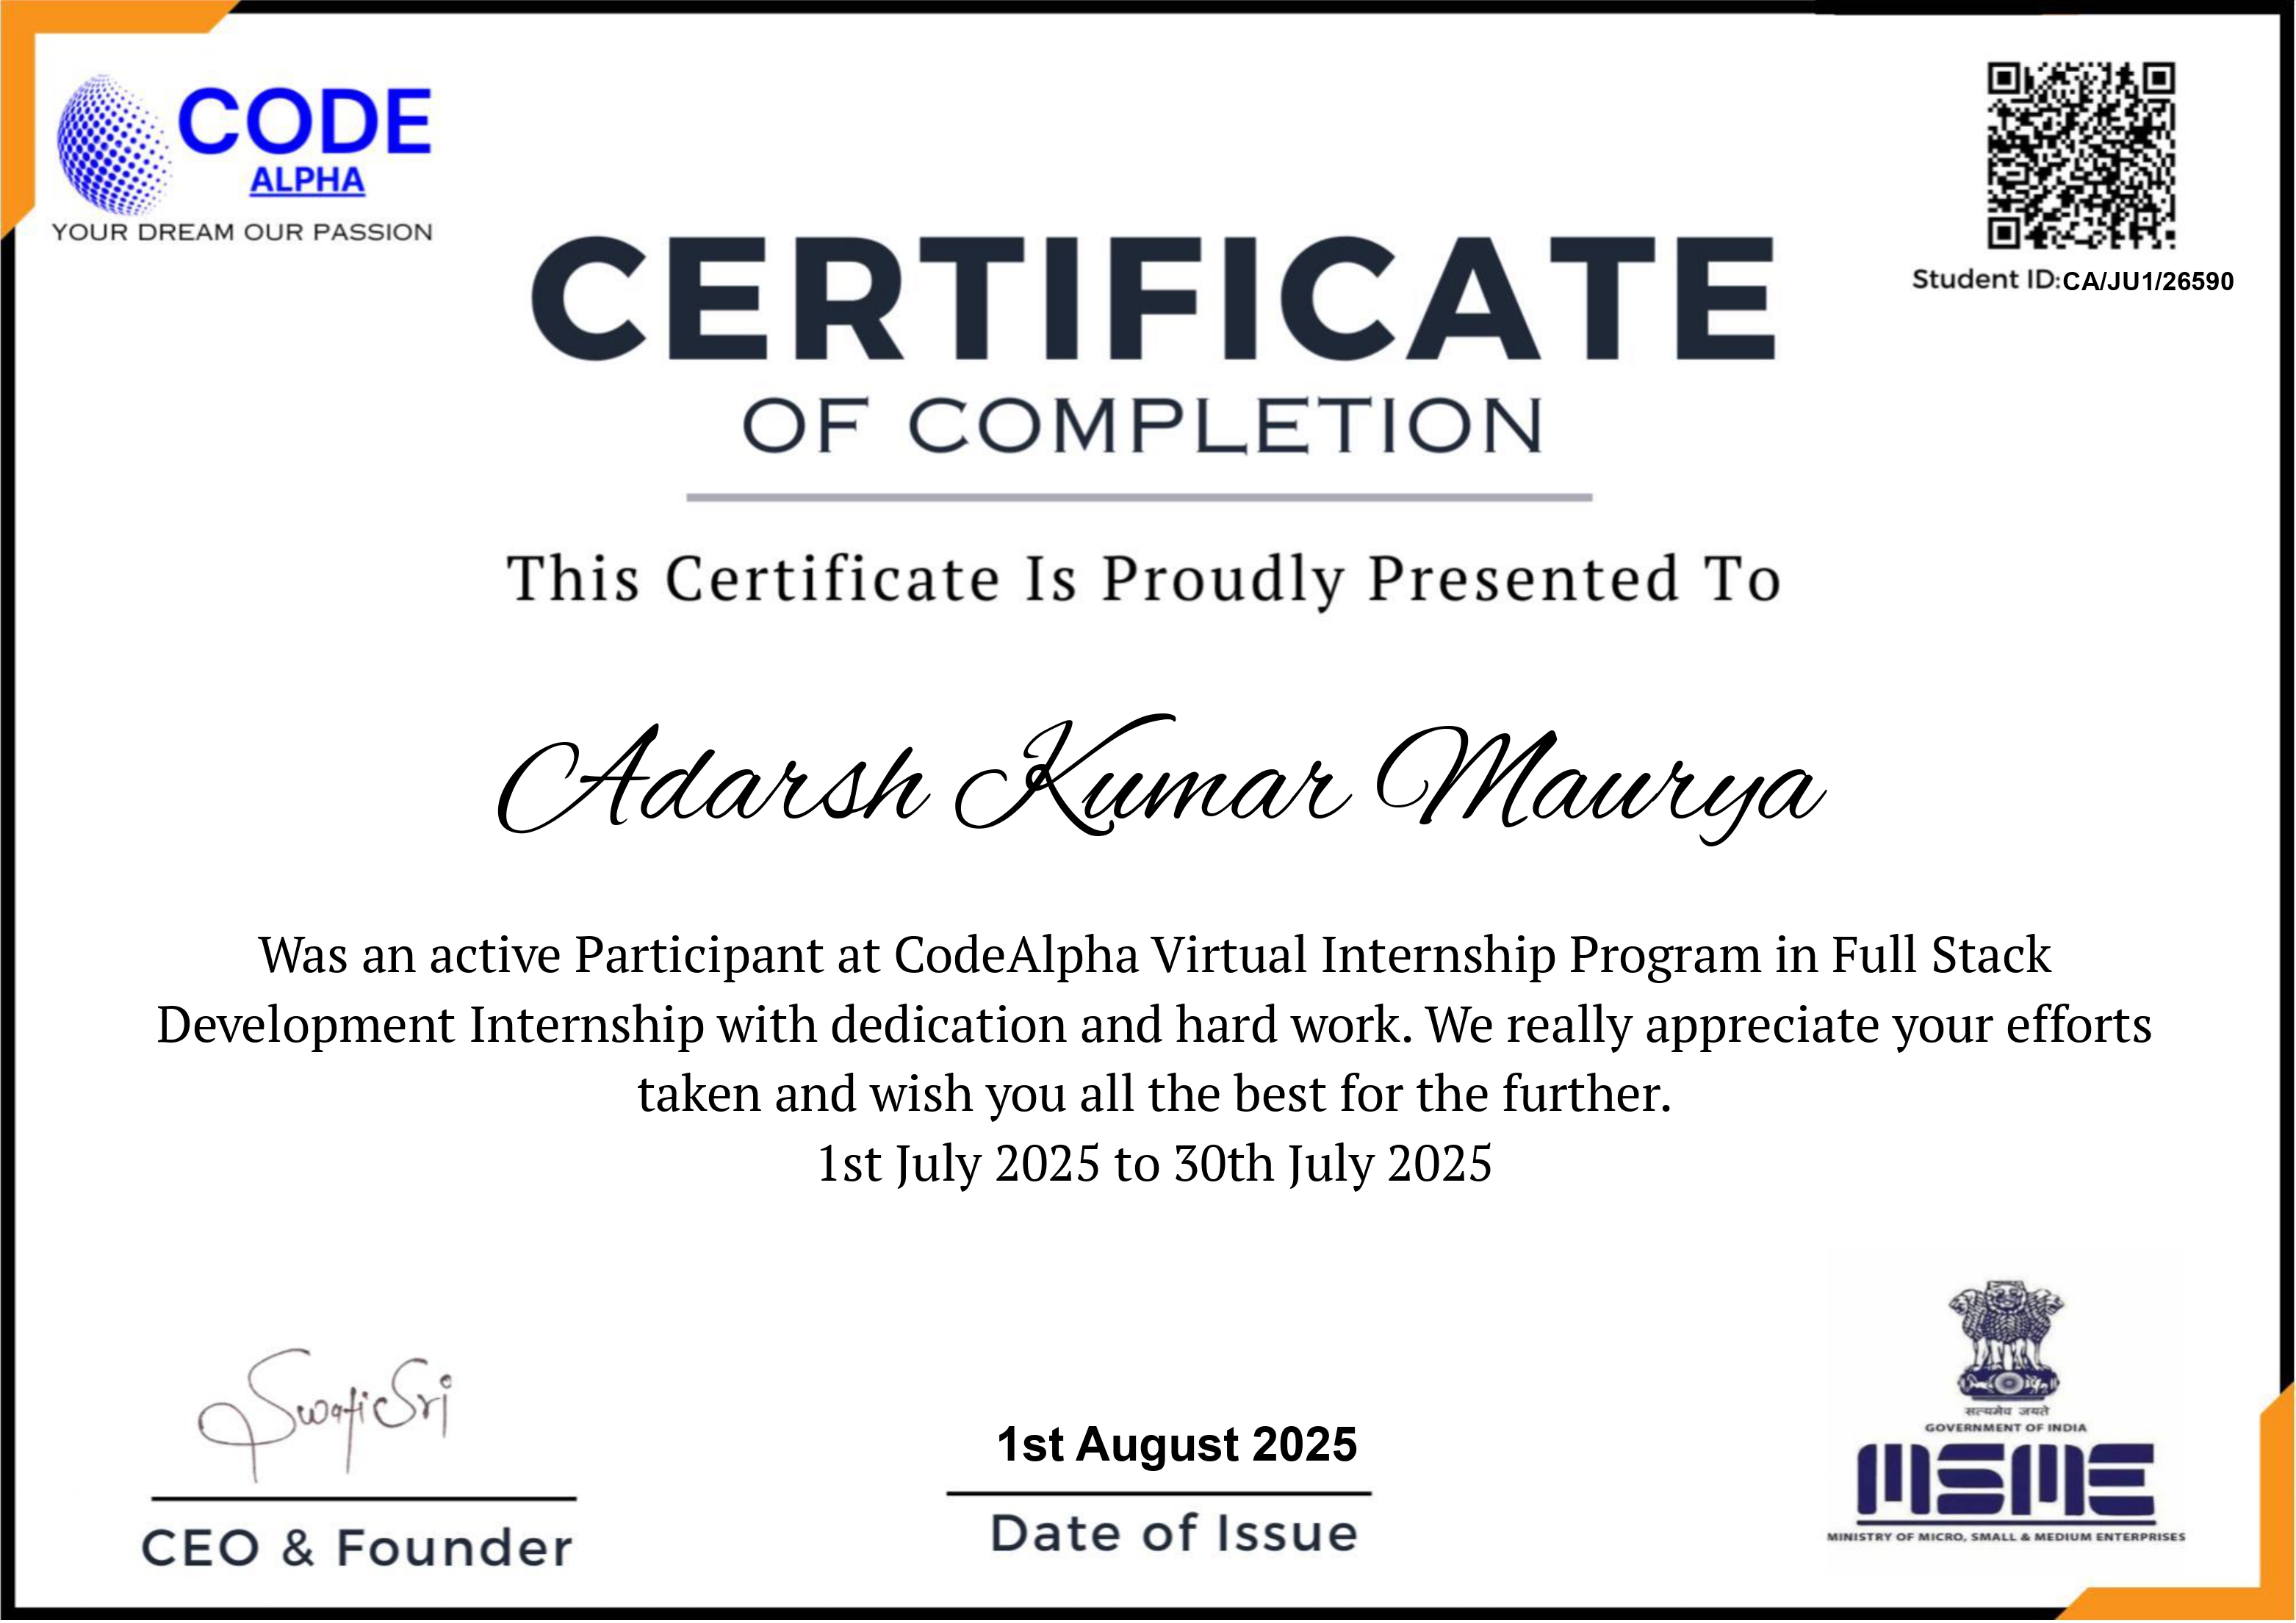 CODE
ALPHA
YOUR DREAM OUR PASSION
Student ID:CA/JU1/26590
CERTIFICATE
OF COMPLETION
This Certificate Is Proudly Presented To
Adarsh Kumar Maurya
Was an active Participant at CodeAlpha Virtual Internship Program in Full Stack
Development Internship with dedication and hard work. We really appreciate your efforts
taken and wish you all the best for the further.
1st July 2025 to 30th July 2025
Swati Sri
CEO & Founder
1st August 2025
Date of Issue
सत्यमेव जयते
GOVERNMENT OF INDIA
MSME
MINISTRY OF MICRO, SMALL & MEDIUM ENTERPRISES